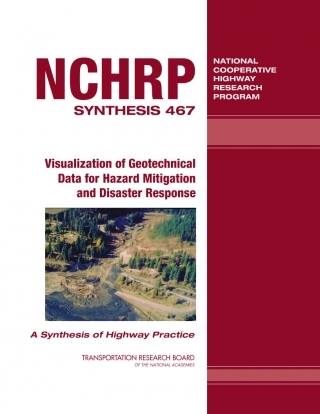 NCHRP
SYNTHESIS 467
NATIONAL
COOPERATIVE
HIGHWAY
RESEARCH
PROGRAM
Visualization of Geotechnical
Data for Hazard Mitigation
and Disaster Response
A Synthesis of Highway Practice
TRANSPORTATION RESEARCH BOARD
OF THE NATIONAL ACADEMIES